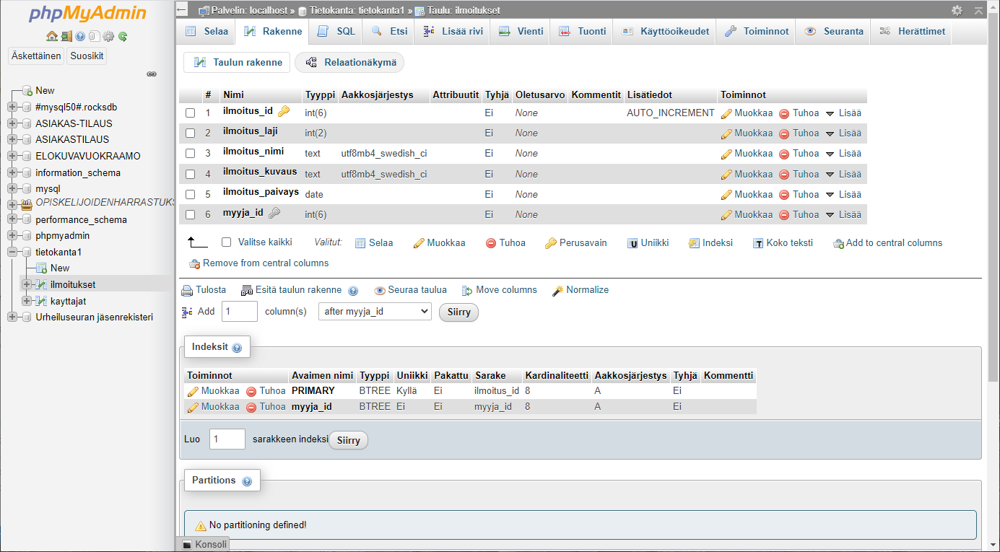 phpMyAdmin
Äskettäinen Suosikit
New
#mysql50#.rocksdb
ASIAKAS-TILAUS
ASIAKASTILAUS
ELOKUVAVUOKRAAMO
information_schema
mysql
OPISKELIJOIDENHARRASTUKS
performance_schema
phpmyadmin
tietokanta1
New
ilmoitukset
kayttajat
Urheiluseuran jäsenrekisteri
Palvelin: localhost » Tietokanta: tietokanta1 » Taulu: ilmoitukset
Selaa Rakenne SQL Etsi Lisää rivi Vienti Tuonti Käyttöoikeudet Toiminnot Seuranta Herättimet
Taulun rakenne Relaationäkymä
# Nimi Tyyppi Aakkosjärjestys Attribuutit Tyhjä Oletusarvo Kommentit Lisätiedot Toiminnot
1 ilmoitus_id int(6) Ei None AUTO_INCREMENT Muokkaa Tuhoa Lisää
2 ilmoitus_laji int(2) Ei None Muokkaa Tuhoa Lisää
3 ilmoitus_nimi text utf8mb4_swedish_ci Ei None Muokkaa Tuhoa Lisää
4 ilmoitus_kuvaus text utf8mb4_swedish_ci Ei None Muokkaa Tuhoa Lisää
5 ilmoitus_paivays date Ei None Muokkaa Tuhoa Lisää
6 myyja_id int(6) Ei None Muokkaa Tuhoa Lisää
Valitse kaikki Valitut: Selaa Muokkaa Tuhoa Perusavain Uniikki Indeksi Koko teksti Add to central columns
Remove from central columns
Tulosta Esitä taulun rakenne Seuraa taulua Move columns Normalize
Add 1 column(s) after myyja_id Siirry
Indeksit
Toiminnot Avaimen nimi Tyyppi Uniikki Pakattu Sarake Kardinaliteetti Aakkosjärjestys Tyhjä Kommentti
Muokkaa Tuhoa PRIMARY BTREE Kyllä Ei ilmoitus_id 8 A Ei
Muokkaa Tuhoa myyja_id BTREE Ei Ei myyja_id 8 A Ei
Luo 1 sarakkeen indeksi Siirry
Partitions
No partitioning defined!
Konsoli